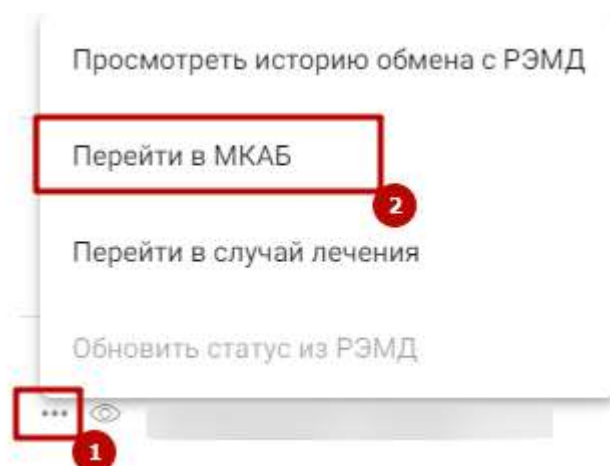 Просмотреть историю обмена с РЭМД
Перейти в МКАБ
2
Перейти в случай лечения
Обновить статус из РЭМД
...
1